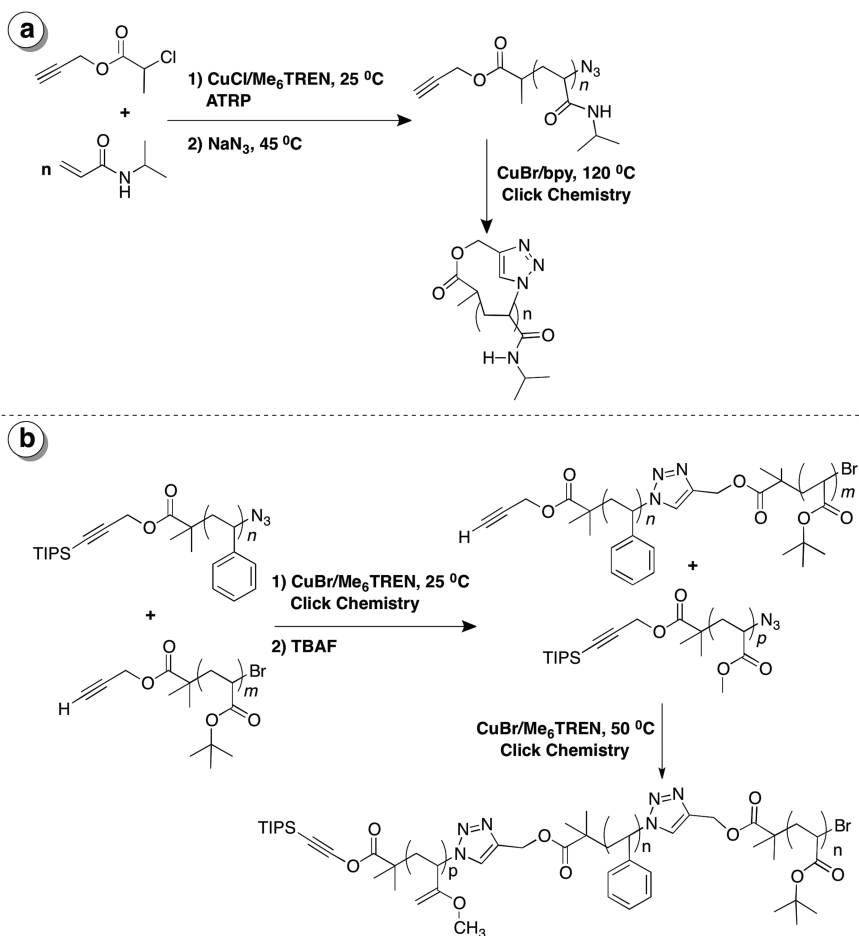 a
O
Cl
O
+
n
O
N
H
1) CuCl/Me6TREN, 25 0C
ATRP
2) NaN3, 45 0C
O
O
N3
n
O
NH
CuBr/bpy, 120 0C
Click Chemistry
O
N
N
N
O
n
O
H–N
b
O
O
N3
n
TIPS
+
O
O
Br
m
H
O
O
1) CuBr/Me6TREN, 25 0C
Click Chemistry
2) TBAF
O
O
H
n
N=N
N
O
O
Br
m
O
O
+
O
O
N3
p
TIPS
O
O
CuBr/Me6TREN, 50 0C
Click Chemistry
TIPS
O
O
p
O
CH3
N=N
N
O
O
n
N=N
N
O
O
Br
n
O
O